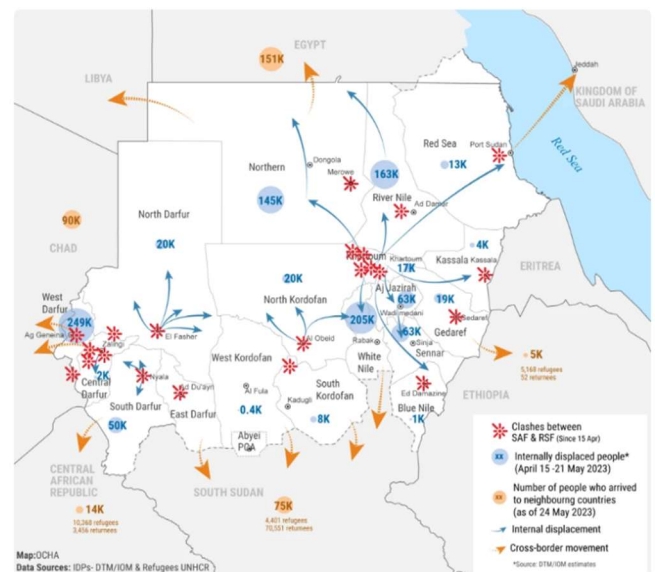 EGYPT
151K
LIBYA
Jeddah
KINGDOM OF
SAUDI ARABIA
Red Sea
Red Sea
Port Sudan
13K
Northern
Dongola
Merowe
163K
River Nile
Ad Damer
145K
North Darfur
20K
90K
CHAD
Khartoum
Khartoum
17K
Kassala
Kassala
4K
ERITREA
20K
North Kordofan
Aj Jazirah
63K
Wad medani
19K
Gedaref
Gedaref
West
Darfur
249K
Ag Geneina
Zalingi
El Fasher
Al Obeid
205K
Rabak
63K
Sinja
Sennar
White
Nile
West Kordofan
2K
Central
Darfur
Nyala
Ed Du'ayn
South Darfur
East Darfur
50K
Al Fula
0.4K
Kadugli
South
Kordofan
8K
Abyei
PCA
Ed Damazine
Blue Nile
1K
5K
5,168 refugees
52 returnees
ETHIOPIA
CENTRAL
AFRICAN
REPUBLIC
14K
10,268 refugees
3,456 returnees
SOUTH SUDAN
75K
4,401 refugees
70,551 returnees
Clashes between
SAF & RSF (Since 15 Apr)
XX
Internally displaced people*
(April 15 -21 May 2023)
XX
Number of people who arrived
to neighbourng countries
(as of 24 May 2023)
Internal displacement
Cross-border movement
*Source: DTM/IOM estimates
Map:OCHA
Data Sources: IDPs- DTM/IOM & Refugees UNHCR